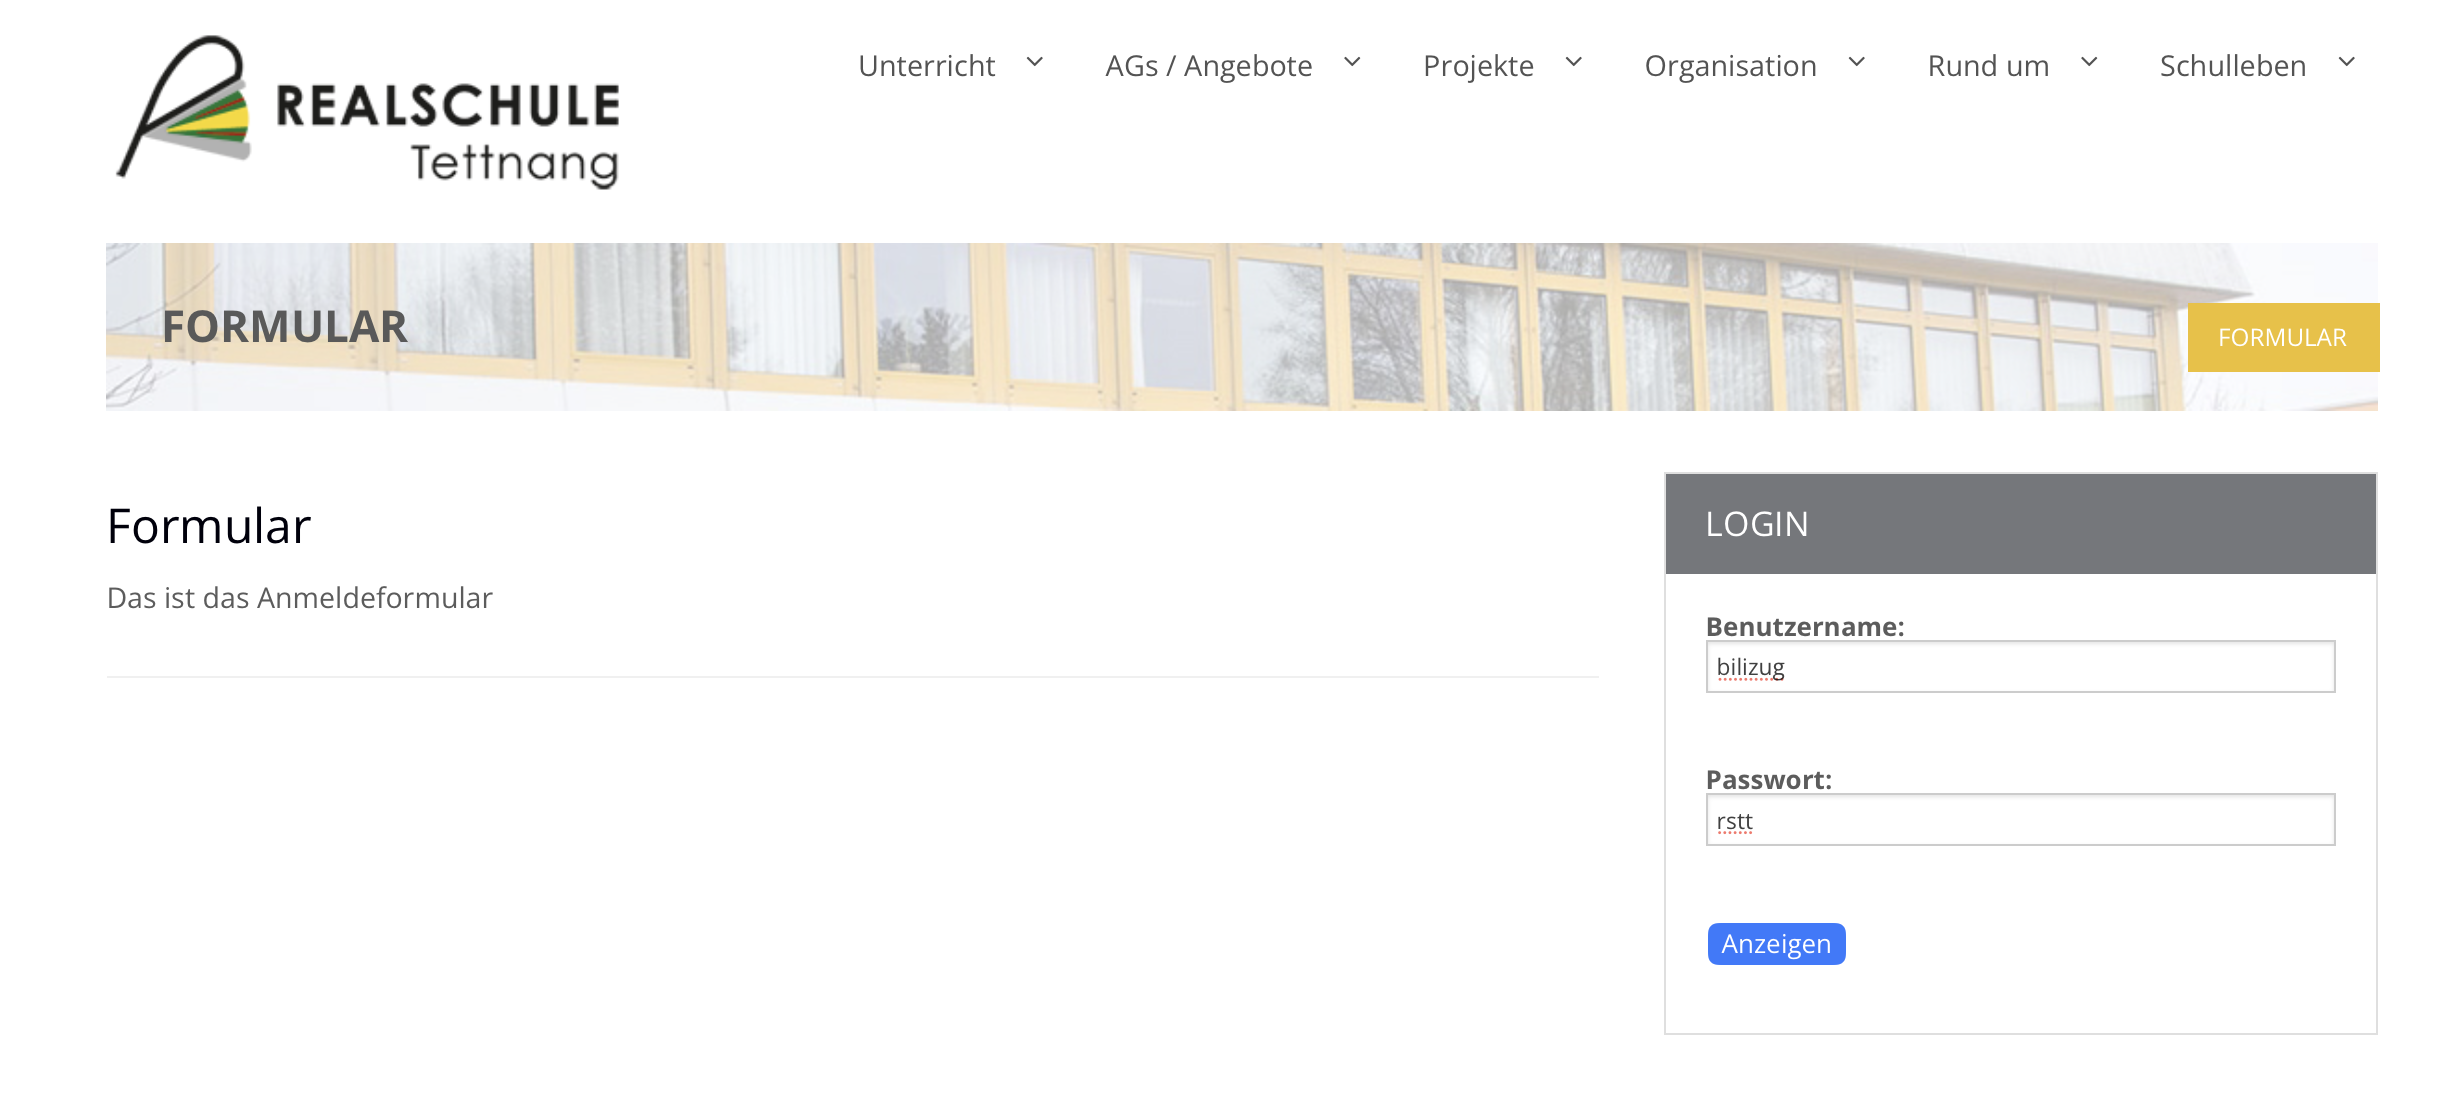 REALSCHULE
Tettnang
Unterricht AGs / Angebote Projekte Organisation Rund um Schulleben
FORMULAR
FORMULAR
Formular
Das ist das Anmeldeformular
LOGIN
Benutzername:
bilizug
Passwort:
rstt
Anzeigen